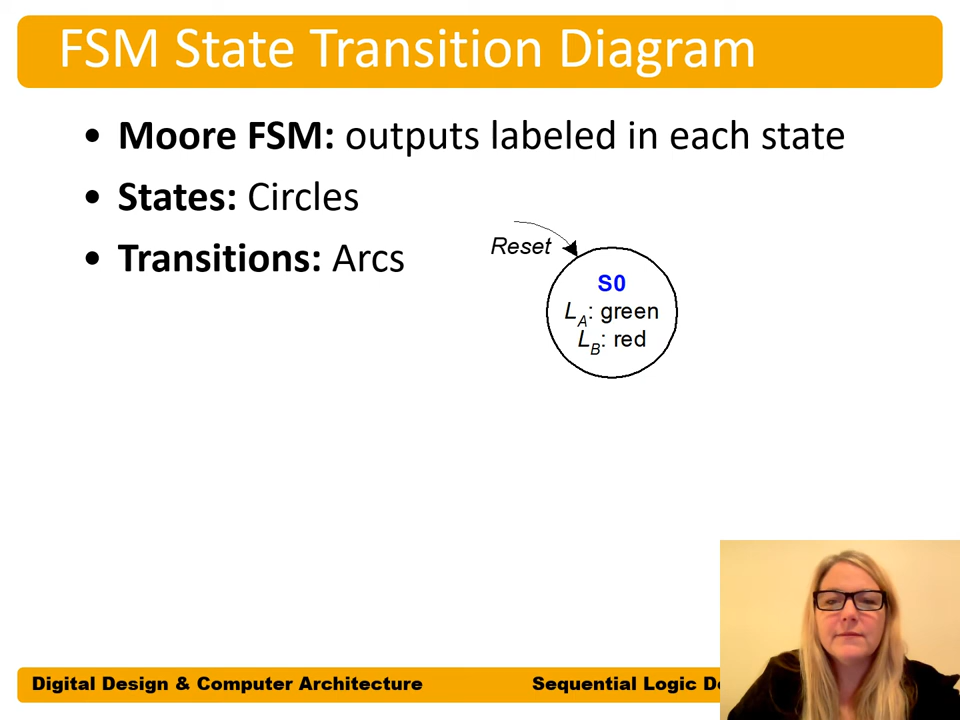 FSM State Transition Diagram
• Moore FSM: outputs labeled in each state
• States: Circles
• Transitions: Arcs
Reset
S0
LA: green
LB: red
Digital Design & Computer Architecture
Sequential Logic